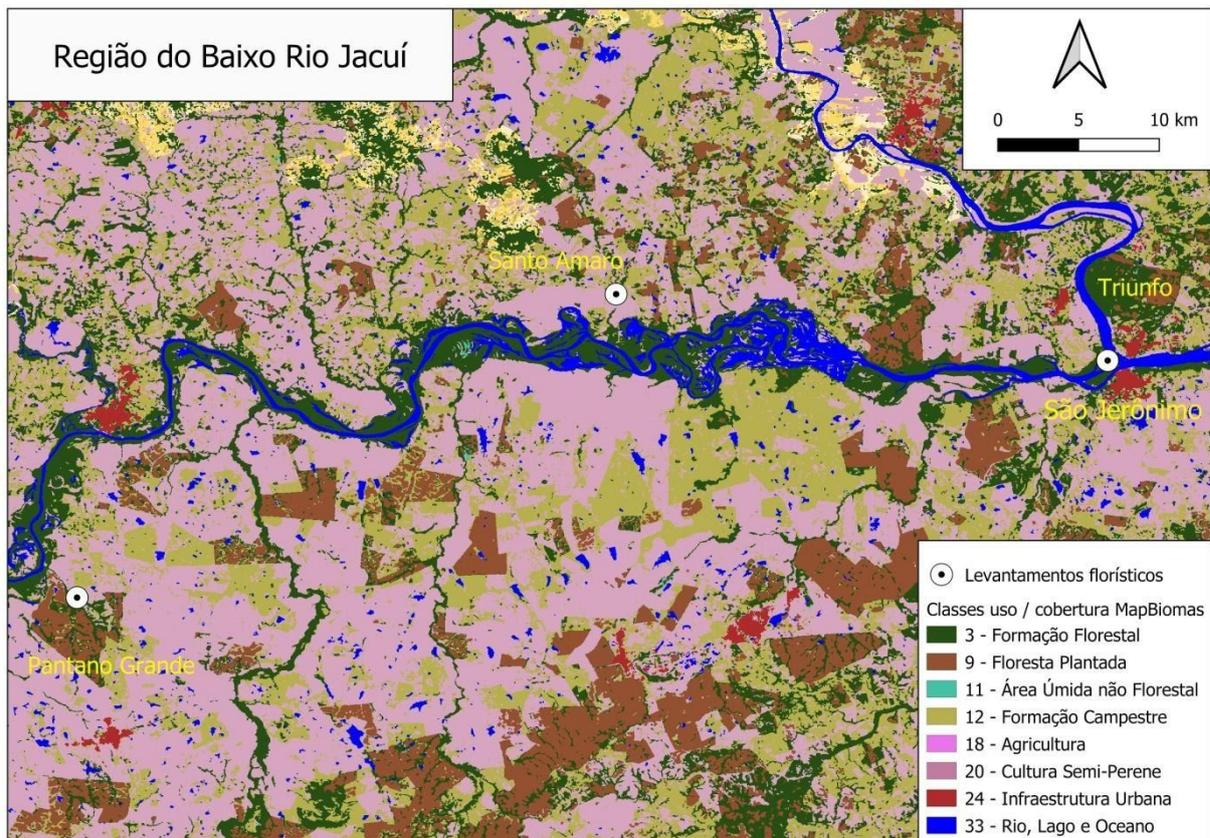 Região do Baixo Rio Jacuí
0 5 10 km
Santo Amaro
Triunfo
São Jerônimo
Pantano Grande
Levantamentos florísticos
Classes uso / cobertura MapBiomas
3 - Formação Florestal
9 - Floresta Plantada
11 - Área Úmida não Florestal
12 - Formação Campestre
18 - Agricultura
20 - Cultura Semi-Perene
24 - Infraestrutura Urbana
33 - Rio, Lago e Oceano